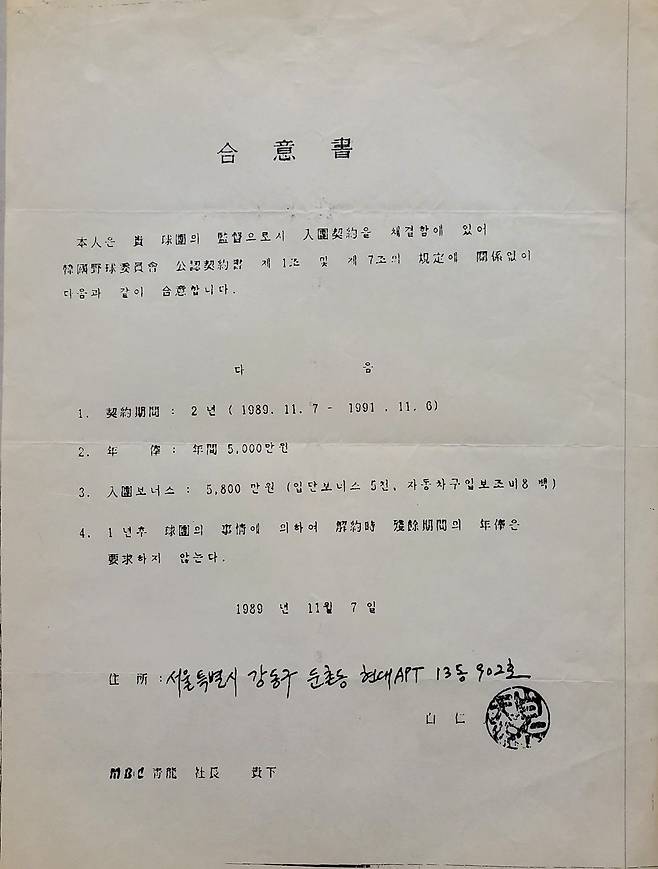 合意書
本人은 貴 球團의 監督으로서 入團契約을 체결함에 있어
韓國野球委員會 公認契約書 제 1조 및 제 7조의 規定에 關係없이
다음과 같이 合意합니다.
다 음
1. 契約期間 : 2 년 ( 1989. 11. 7 - 1991 . 11. 6)
2. 年 俸 : 年間 5,000만원
3. 入團보너스 : 5,800 만원 (입단보너스 5천, 자동차구입보조비8 백)
4. 1 년후 球團의 事情에 의하여 解約時 殘餘期間의 年俸은
要求하지 않는다.
1989 년 11월 7 일
住 所 : 서울특별시 강동구 둔촌동 현대APT 13동 902호
白 仁
MBC 靑龍 社長 貴下